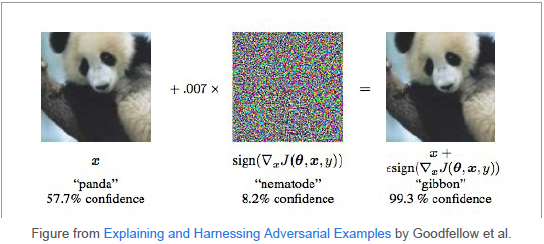 + .007 ×
=
x
sign(∇ₓJ(θ, x, y))
x +
ϵsign(∇ₓJ(θ, x, y))
“panda”
“nematode”
“gibbon”
57.7% confidence
8.2% confidence
99.3 % confidence
Figure from Explaining and Harnessing Adversarial Examples by Goodfellow et al.